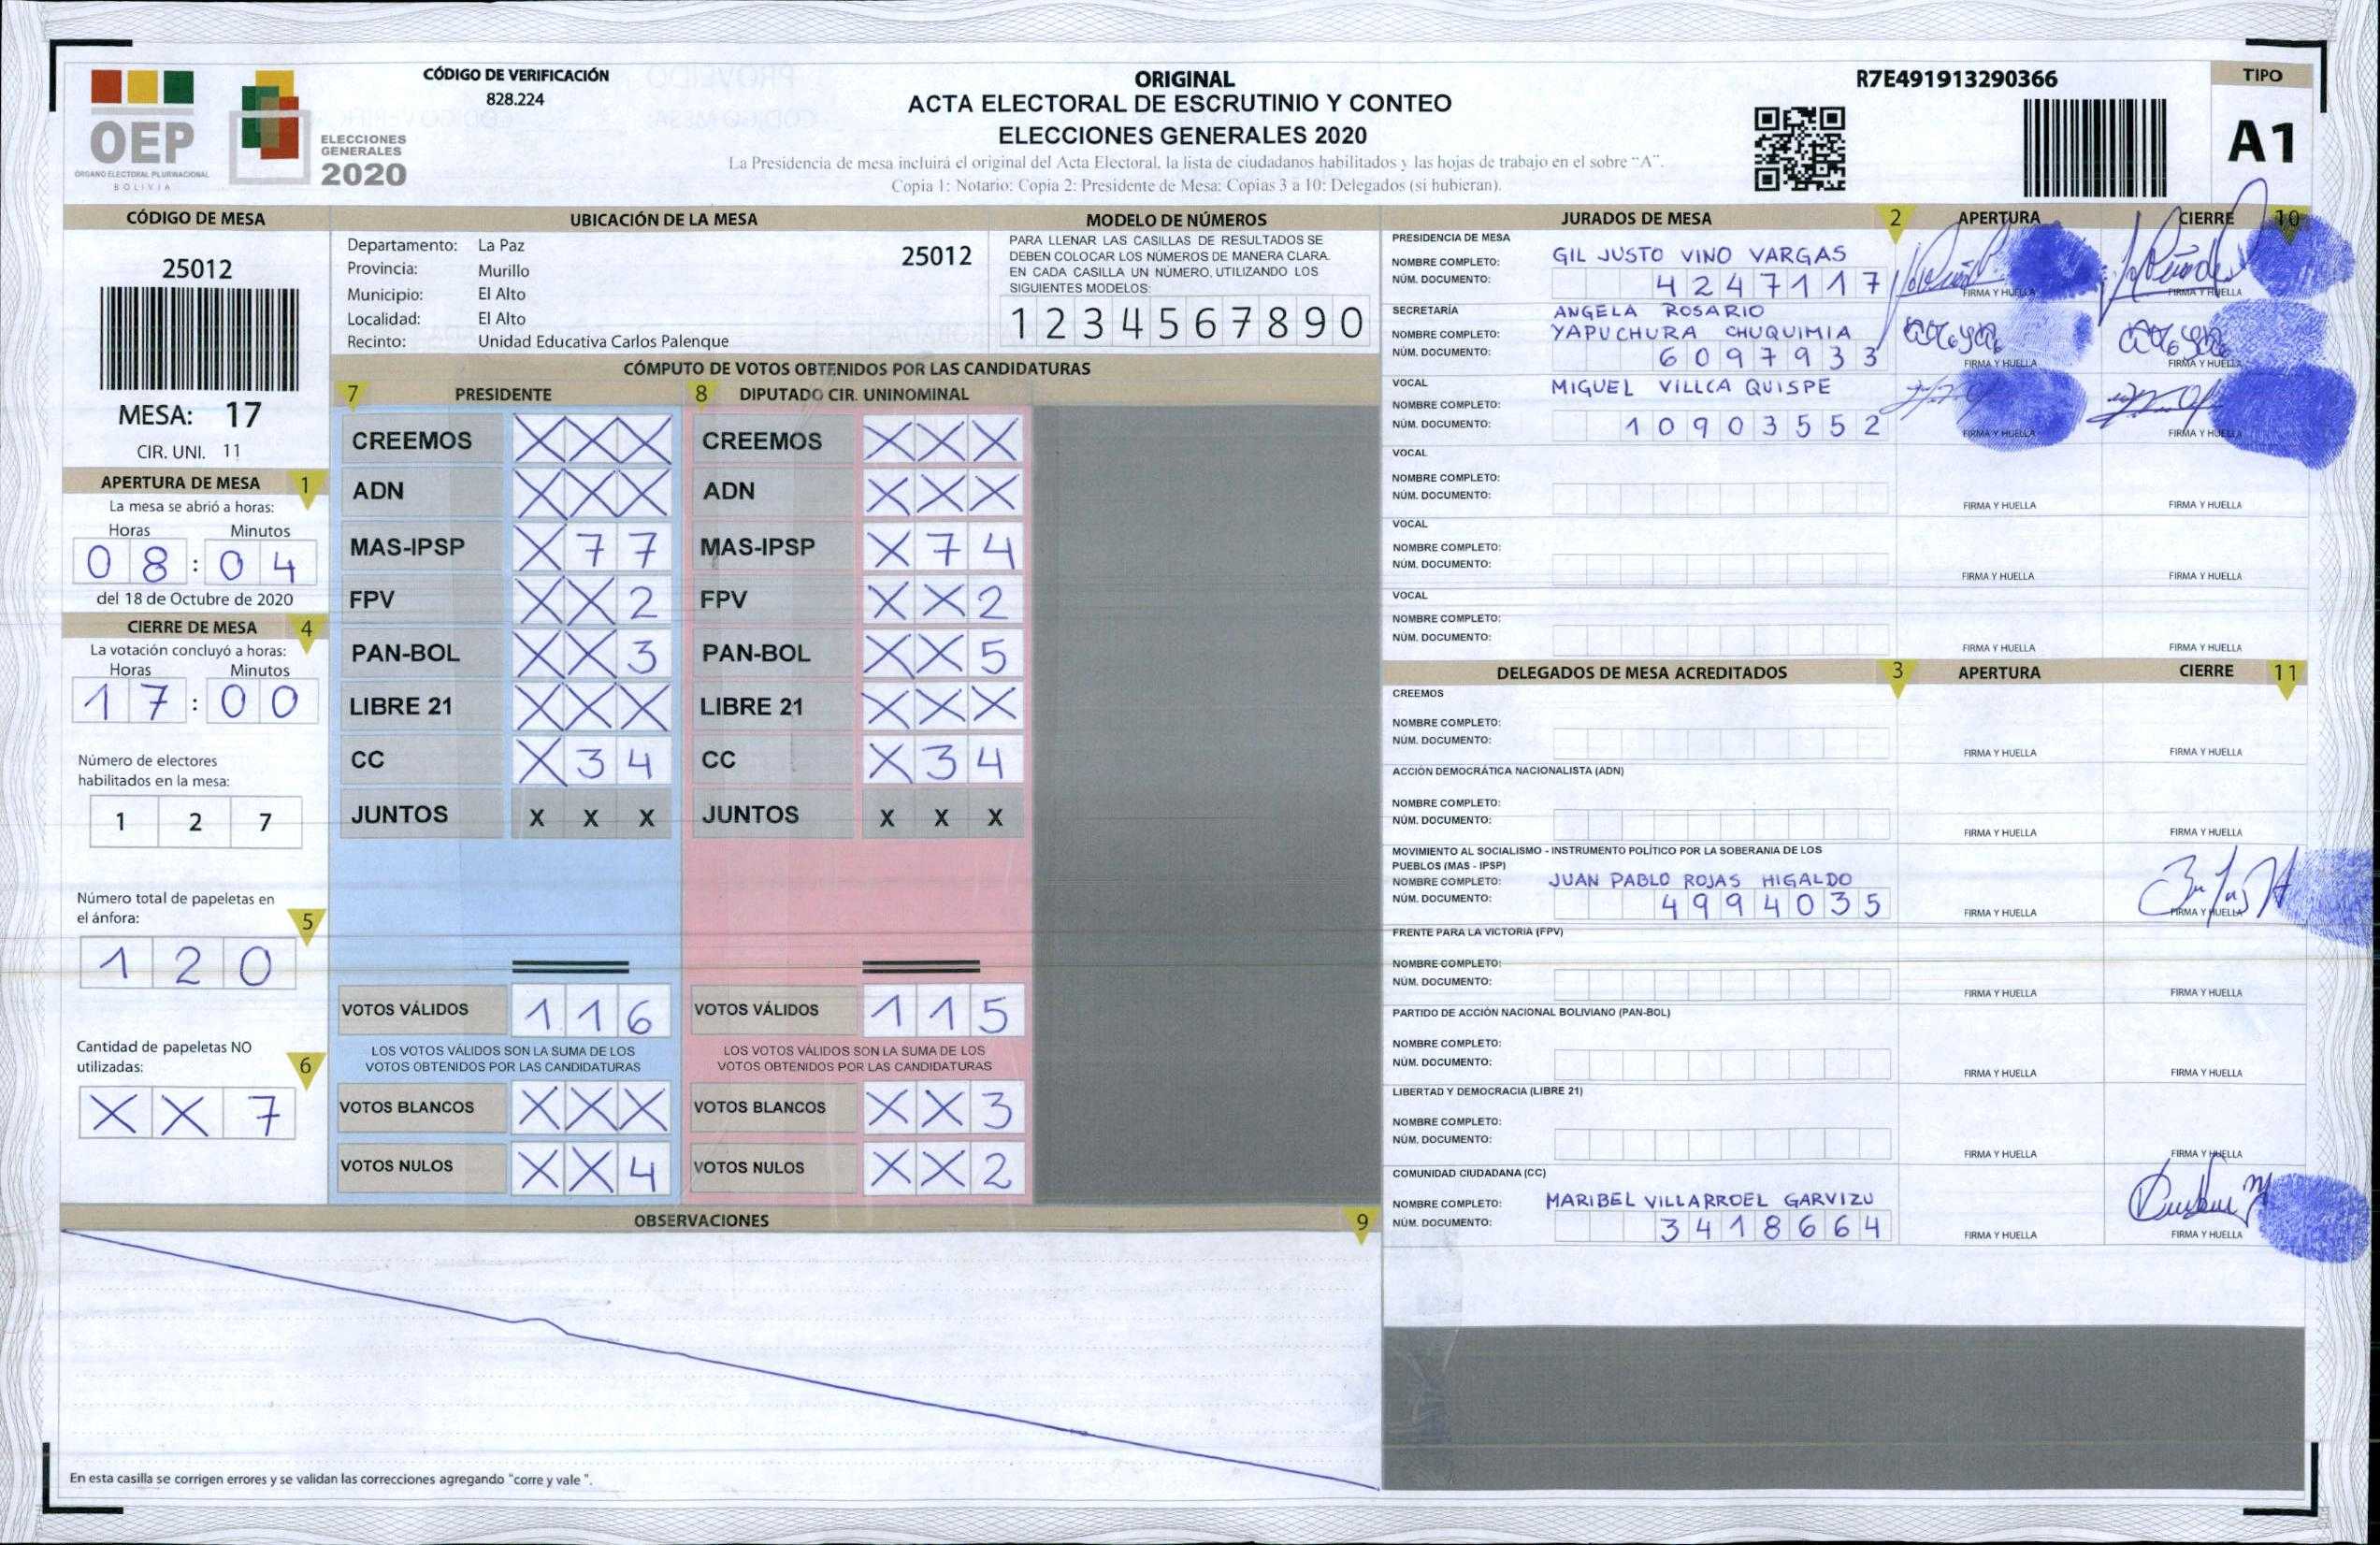 OEP
ORGANO ELECTORAL PLURINACIONAL
BOLIVIA
ELECCIONES
GENERALES
2020
CÓDIGO DE VERIFICACIÓN
828.224
ORIGINAL
ACTA ELECTORAL DE ESCRUTINIO Y CONTEO
ELECCIONES GENERALES 2020
La Presidencia de mesa incluirá el original del Acta Electoral, la lista de ciudadanos habilitados y las hojas de trabajo en el sobre "A".
Copia 1: Notario; Copia 2: Presidente de Mesa; Copias 3 a 10: Delegados (si hubieran).
R7E491913290366
TIPO
A1
CÓDIGO DE MESA
25012
MESA: 17
CIR. UNI. 11
APERTURA DE MESA 1
La mesa se abrió a horas:
Horas Minutos
08:04
del 18 de Octubre de 2020
CIERRE DE MESA 4
La votación concluyó a horas:
Horas Minutos
17:00
Número de electores
habilitados en la mesa:
1 2 7
Número total de papeletas en
el ánfora: 5
1 2 0
Cantidad de papeletas NO
utilizadas: 6
X X 7
UBICACIÓN DE LA MESA
Departamento: La Paz 25012
Provincia: Murillo
Municipio: El Alto
Localidad: El Alto
Recinto: Unidad Educativa Carlos Palenque
MODELO DE NÚMEROS
PARA LLENAR LAS CASILLAS DE RESULTADOS SE
DEBEN COLOCAR LOS NÚMEROS DE MANERA CLARA.
EN CADA CASILLA UN NÚMERO, UTILIZANDO LOS
SIGUIENTES MODELOS:
1 2 3 4 5 6 7 8 9 0
CÓMPUTO DE VOTOS OBTENIDOS POR LAS CANDIDATURAS
7 PRESIDENTE 8 DIPUTADO CIR. UNINOMINAL
CREEMOS X X X CREEMOS X X X
ADN X X X ADN X X X
MAS-IPSP X 7 7 MAS-IPSP X 7 4
FPV X X 2 FPV X X 2
PAN-BOL X X 3 PAN-BOL X X 5
LIBRE 21 X X X LIBRE 21 X X X
CC X 3 4 CC X 3 4
JUNTOS X X X JUNTOS X X X
VOTOS VÁLIDOS 1 1 6 VOTOS VÁLIDOS 1 1 5
LOS VOTOS VÁLIDOS SON LA SUMA DE LOS LOS VOTOS VÁLIDOS SON LA SUMA DE LOS
VOTOS OBTENIDOS POR LAS CANDIDATURAS VOTOS OBTENIDOS POR LAS CANDIDATURAS
VOTOS BLANCOS X X X VOTOS BLANCOS X X 3
VOTOS NULOS X X 4 VOTOS NULOS X X 2
OBSERVACIONES 9
En esta casilla se corrigen errores y se validan las correcciones agregando "corre y vale ".
JURADOS DE MESA 2 APERTURA CIERRE 10
PRESIDENCIA DE MESA
NOMBRE COMPLETO: GIL JUSTO VINO VARGAS
NÚM. DOCUMENTO: 4247117 FIRMA Y HUELLA FIRMA Y HUELLA
SECRETARÍA ANGELA ROSARIO
NOMBRE COMPLETO: YAPUCHURA CHUQUIMIA
NÚM. DOCUMENTO: 6097933 FIRMA Y HUELLA FIRMA Y HUELLA
VOCAL MIGUEL VILLCA QUISPE
NOMBRE COMPLETO:
NÚM. DOCUMENTO: 10903552 FIRMA Y HUELLA FIRMA Y HUELLA
VOCAL
NOMBRE COMPLETO:
NÚM. DOCUMENTO: FIRMA Y HUELLA FIRMA Y HUELLA
VOCAL
NOMBRE COMPLETO:
NÚM. DOCUMENTO: FIRMA Y HUELLA FIRMA Y HUELLA
VOCAL
NOMBRE COMPLETO:
NÚM. DOCUMENTO: FIRMA Y HUELLA FIRMA Y HUELLA
DELEGADOS DE MESA ACREDITADOS 3 APERTURA CIERRE 11
CREEMOS
NOMBRE COMPLETO:
NÚM. DOCUMENTO: FIRMA Y HUELLA FIRMA Y HUELLA
ACCIÓN DEMOCRÁTICA NACIONALISTA (ADN)
NOMBRE COMPLETO:
NÚM. DOCUMENTO: FIRMA Y HUELLA FIRMA Y HUELLA
MOVIMIENTO AL SOCIALISMO - INSTRUMENTO POLÍTICO POR LA SOBERANIA DE LOS
PUEBLOS (MAS - IPSP)
NOMBRE COMPLETO: JUAN PABLO ROJAS HIGALDO
NÚM. DOCUMENTO: 4994035 FIRMA Y HUELLA FIRMA Y HUELLA
FRENTE PARA LA VICTORIA (FPV)
NOMBRE COMPLETO:
NÚM. DOCUMENTO: FIRMA Y HUELLA FIRMA Y HUELLA
PARTIDO DE ACCIÓN NACIONAL BOLIVIANO (PAN-BOL)
NOMBRE COMPLETO:
NÚM. DOCUMENTO: FIRMA Y HUELLA FIRMA Y HUELLA
LIBERTAD Y DEMOCRACIA (LIBRE 21)
NOMBRE COMPLETO:
NÚM. DOCUMENTO: FIRMA Y HUELLA FIRMA Y HUELLA
COMUNIDAD CIUDADANA (CC)
NOMBRE COMPLETO: MARIBEL VILLARROEL GARVIZU
NÚM. DOCUMENTO: 3418664 FIRMA Y HUELLA FIRMA Y HUELLA